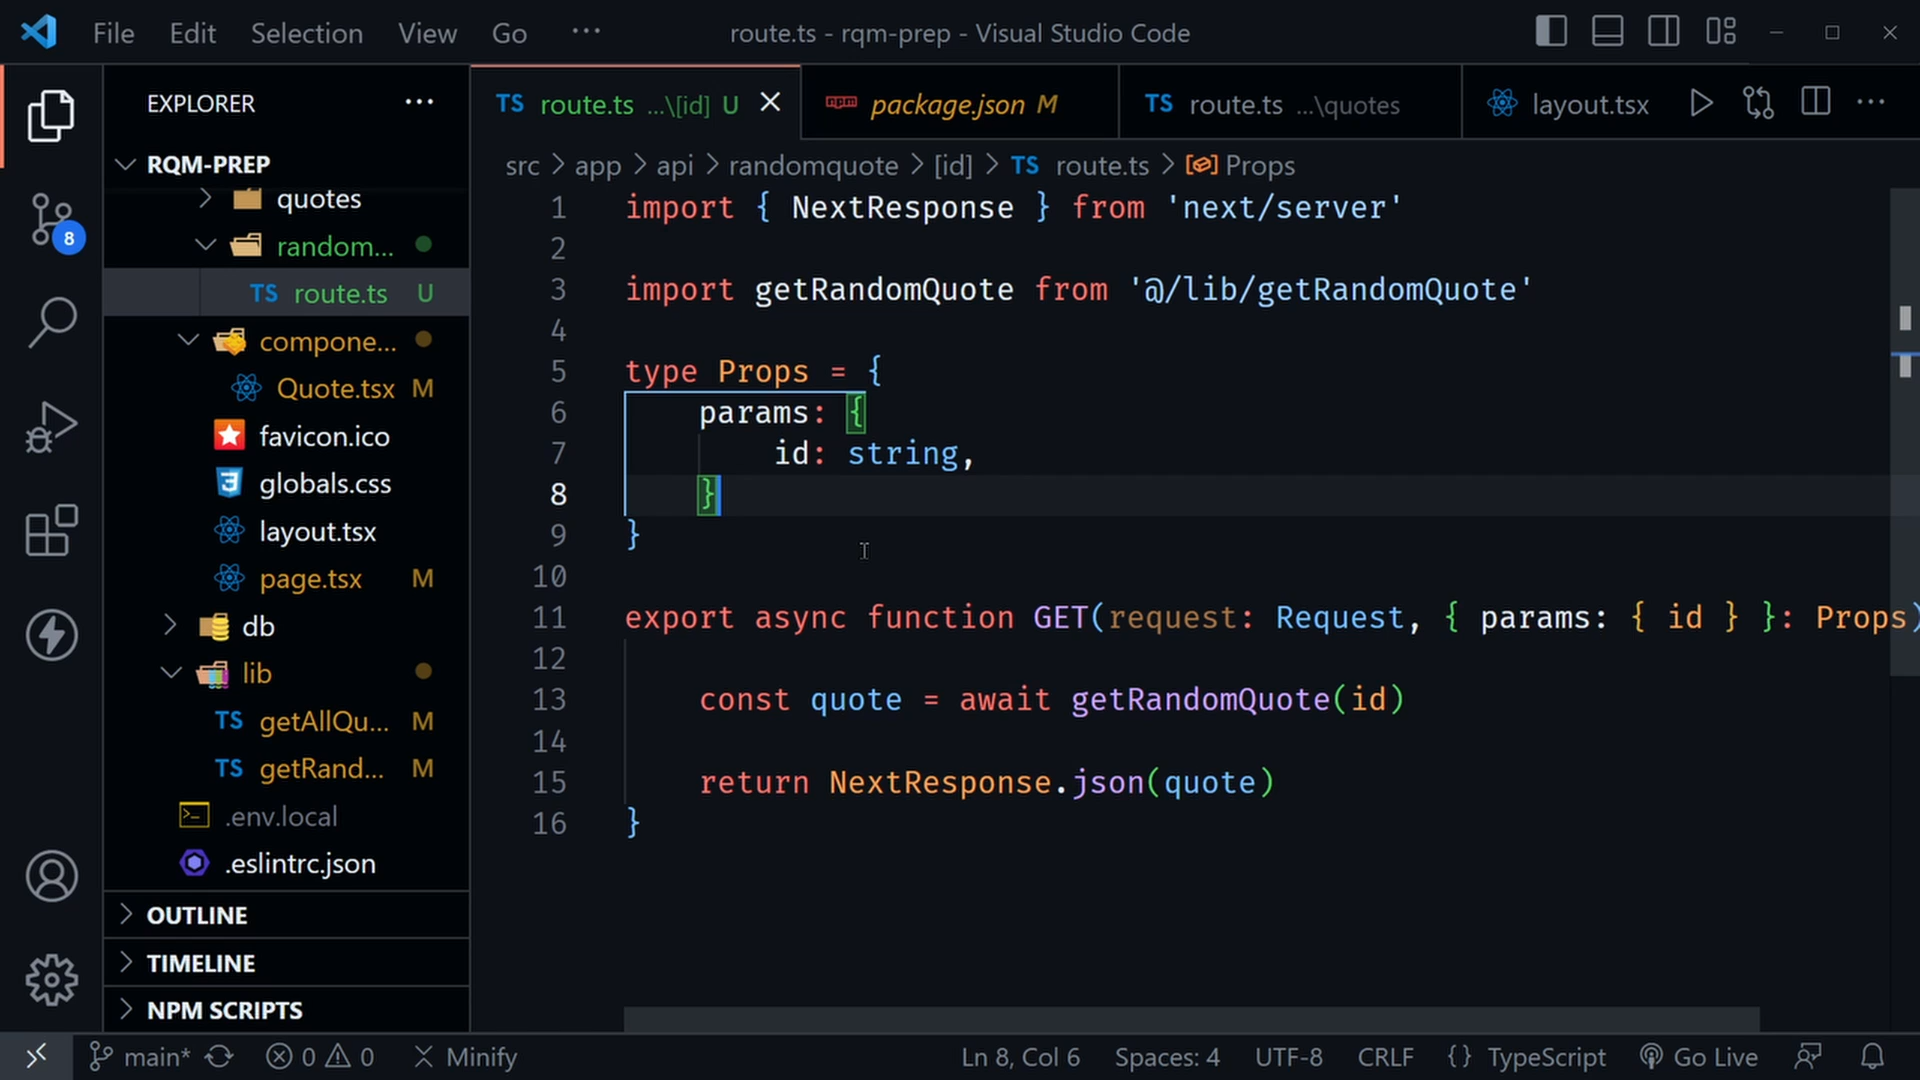 File Edit Selection View Go ···
route.ts - rqm-prep - Visual Studio Code
EXPLORER ···
RQM-PREP
quotes
random...
TS route.ts U
compone...
Quote.tsx M
favicon.ico
globals.css
layout.tsx
page.tsx M
db
lib
TS getAllQu... M
TS getRand... M
.env.local
.eslintrc.json
OUTLINE
TIMELINE
NPM SCRIPTS
8
TS route.ts ...\[id] U
npm package.json M
TS route.ts ...\quotes
layout.tsx
src > app > api > randomquote > [id] > TS route.ts > Props
1 import { NextResponse } from 'next/server'
2
3 import getRandomQuote from '@/lib/getRandomQuote'
4
5 type Props = {
6 params: {
7 id: string,
8 }
9 }
10
11 export async function GET(request: Request, { params: { id } }: Props)
12
13 const quote = await getRandomQuote(id)
14
15 return NextResponse.json(quote)
16 }
main* 0 0 Minify
Ln 8, Col 6 Spaces: 4 UTF-8 CRLF {} TypeScript Go Live